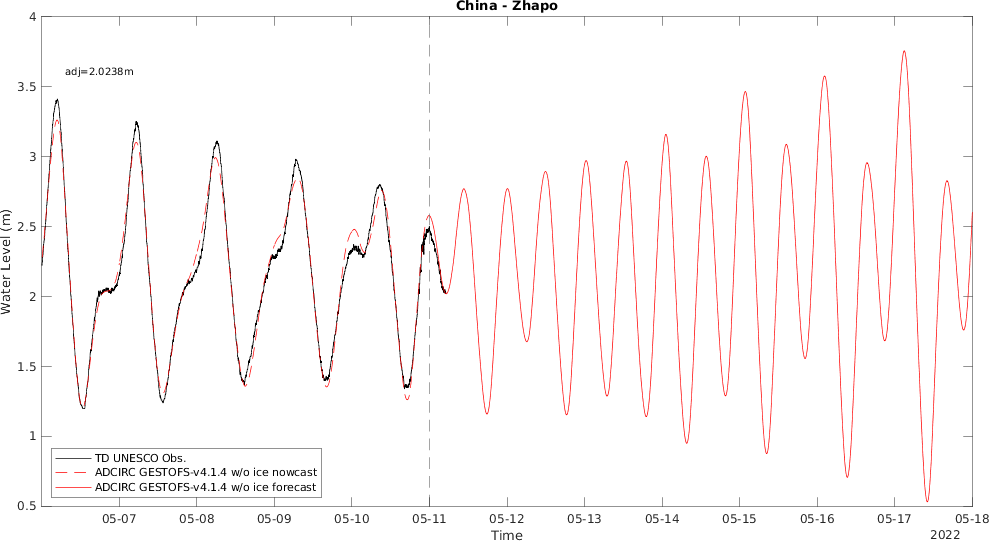 China - Zhapo
4
adj=2.0238m
3.5
3
2.5
2
1.5
1
0.5
Water Level (m)
TD UNESCO Obs.
ADCIRC GESTOFS-v4.1.4 w/o ice nowcast
ADCIRC GESTOFS-v4.1.4 w/o ice forecast
05-07 05-08 05-09 05-10 05-11 05-12 05-13 05-14 05-15 05-16 05-17 05-18
Time
2022